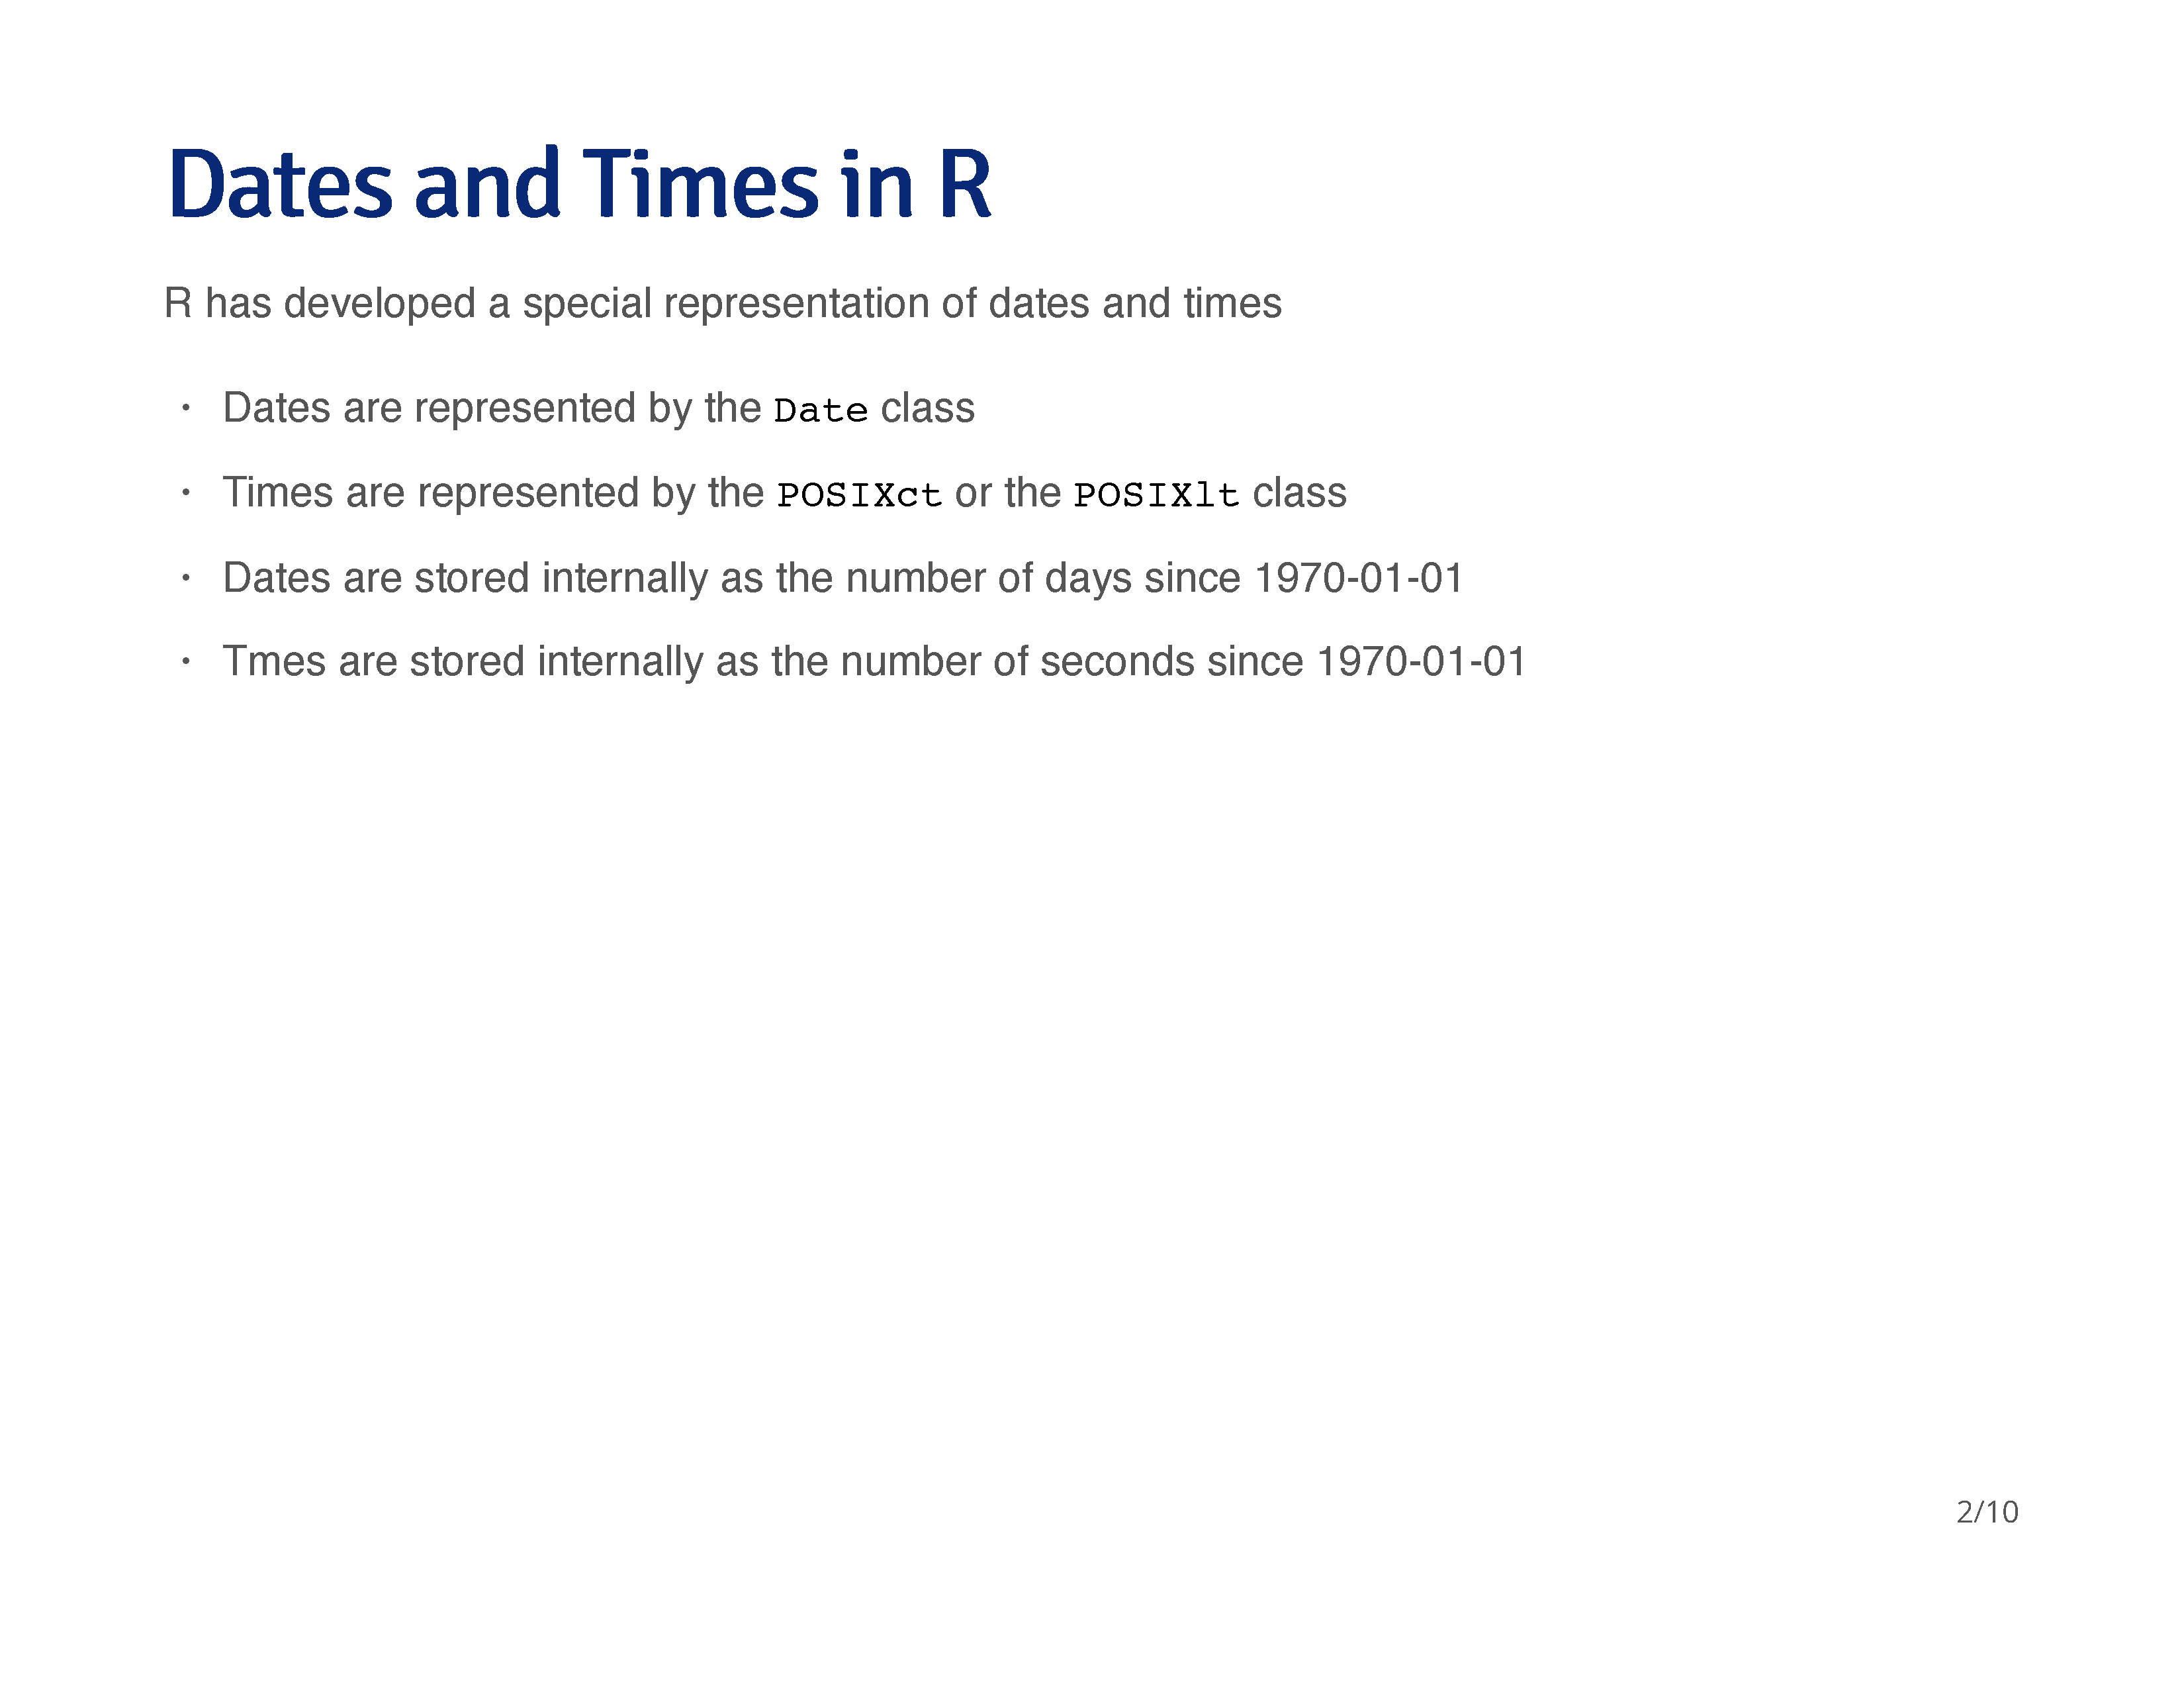 Dates and Times in R
R has developed a special representation of dates and times
· Dates are represented by the Date class
· Times are represented by the POSIXct or the POSIXlt class
· Dates are stored internally as the number of days since 1970-01-01
· Tmes are stored internally as the number of seconds since 1970-01-01
2/10